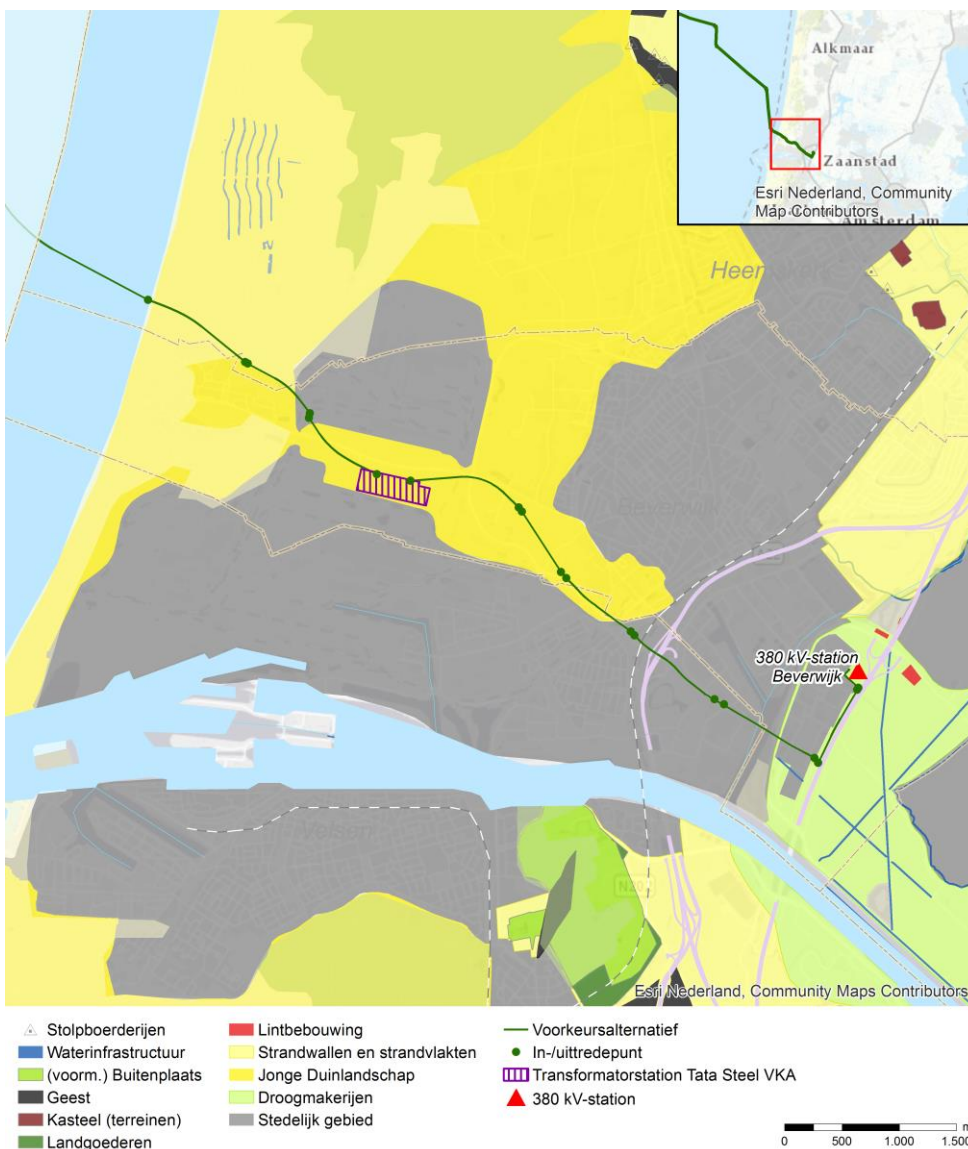 Alkmaar
Zaanstad
Esri Nederland, Community
Map Contributors
Amsterdam
Heemskerk
Beverwijk
380 kV-station
Beverwijk
Velsen
Esri Nederland, Community Maps Contributors
Stolpboerderijen
Waterinfrastructuur
(voorm.) Buitenplaats
Geest
Kasteel (terreinen)
Landgoederen
Lintbebouwing
Strandwallen en strandvlakten
Jonge Duinlandschap
Droogmakerijen
Stedelijk gebied
Voorkeursalternatief
In-/uittredepunt
Transformatorstation Tata Steel VKA
380 kV-station
0 500 1.000 1.500